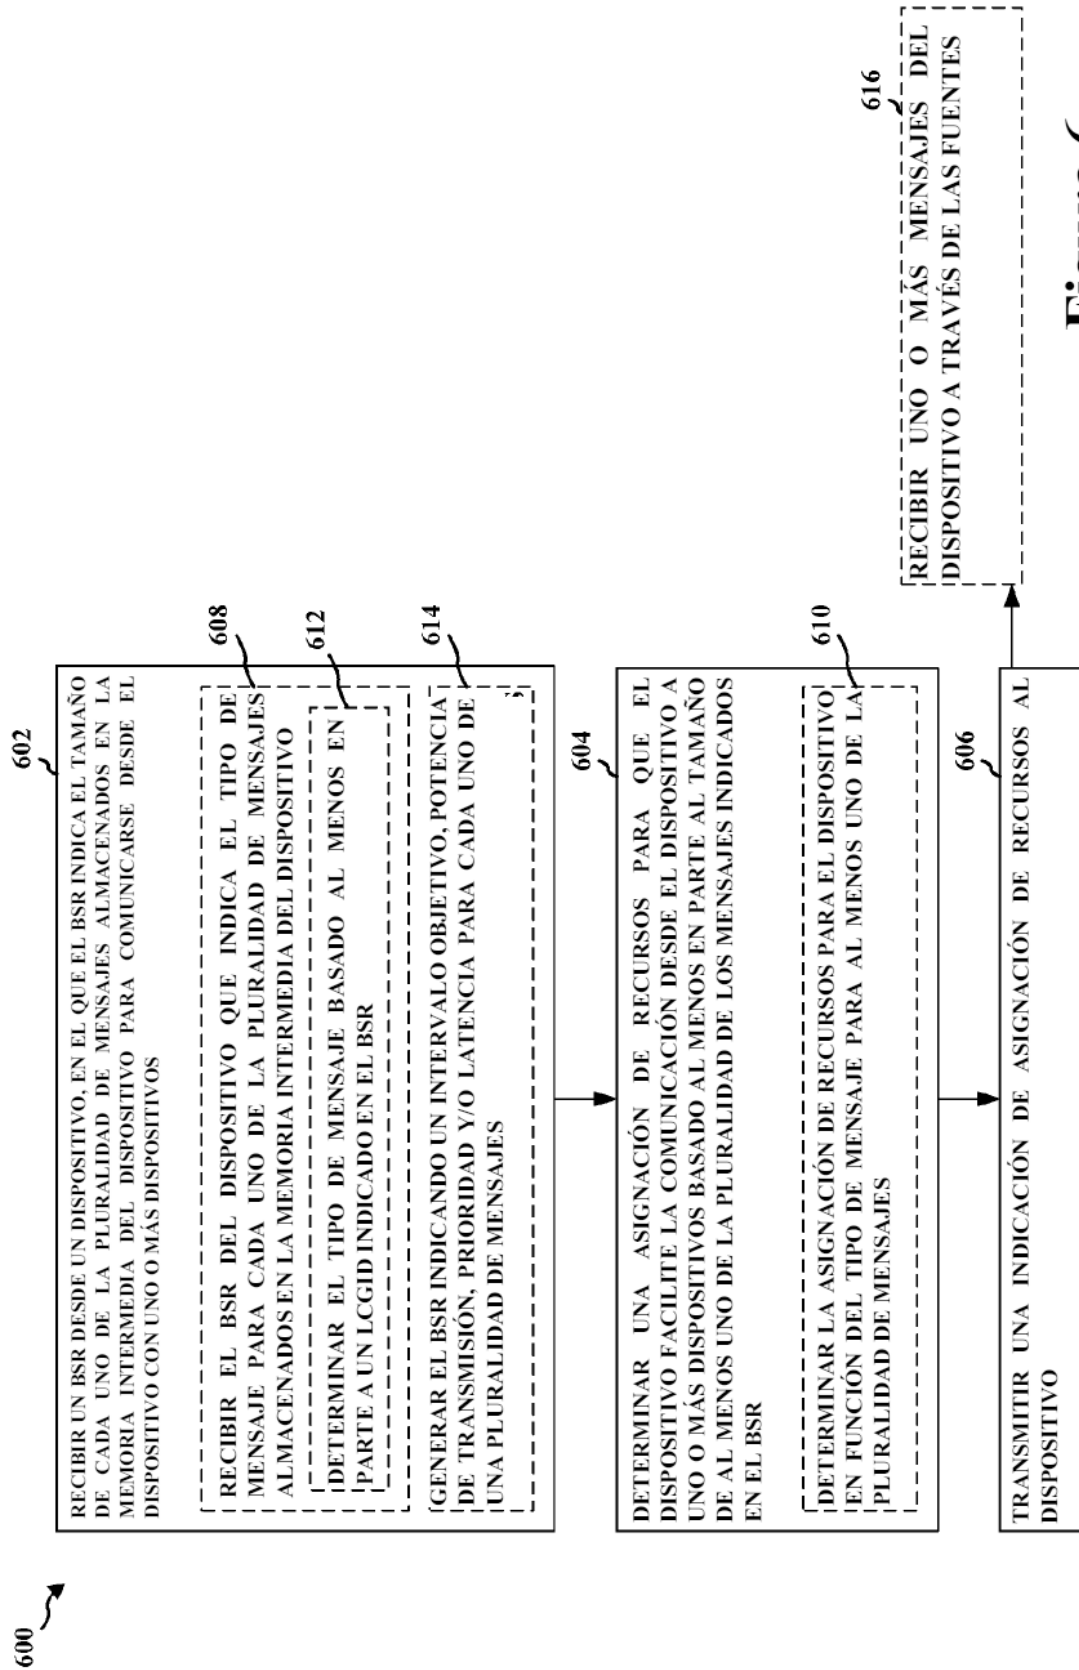 600
602
RECIBIR UN BSR DESDE UN DISPOSITIVO, EN EL QUE EL BSR INDICA EL TAMAÑO
DE CADA UNO DE LA PLURALIDAD DE MENSAJES ALMACENADOS EN LA
MEMORIA INTERMEDIA DEL DISPOSITIVO PARA COMUNICARSE DESDE EL
DISPOSITIVO CON UNO O MÁS DISPOSITIVOS
608
RECIBIR EL BSR DEL DISPOSITIVO QUE INDICA EL TIPO DE
MENSAJE PARA CADA UNO DE LA PLURALIDAD DE MENSAJES
ALMACENADOS EN LA MEMORIA INTERMEDIA DEL DISPOSITIVO
612
DETERMINAR EL TIPO DE MENSAJE BASADO AL MENOS EN
PARTE A UN LCGID INDICADO EN EL BSR
614
GENERAR EL BSR INDICANDO UN INTERVALO OBJETIVO, POTENCIA
DE TRANSMISIÓN, PRIORIDAD Y/O LATENCIA PARA CADA UNO DE
UNA PLURALIDAD DE MENSAJES
604
DETERMINAR UNA ASIGNACIÓN DE RECURSOS PARA QUE EL
DISPOSITIVO FACILITE LA COMUNICACIÓN DESDE EL DISPOSITIVO A
UNO O MÁS DISPOSITIVOS BASADO AL MENOS EN PARTE AL TAMAÑO
DE AL MENOS UNO DE LA PLURALIDAD DE LOS MENSAJES INDICADOS
EN EL BSR
610
DETERMINAR LA ASIGNACIÓN DE RECURSOS PARA EL DISPOSITIVO
EN FUNCIÓN DEL TIPO DE MENSAJE PARA AL MENOS UNO DE LA
PLURALIDAD DE MENSAJES
606
TRANSMITIR UNA INDICACIÓN DE ASIGNACIÓN DE RECURSOS AL
DISPOSITIVO
616
RECIBIR UNO O MÁS MENSAJES DEL
DISPOSITIVO A TRAVÉS DE LAS FUENTES